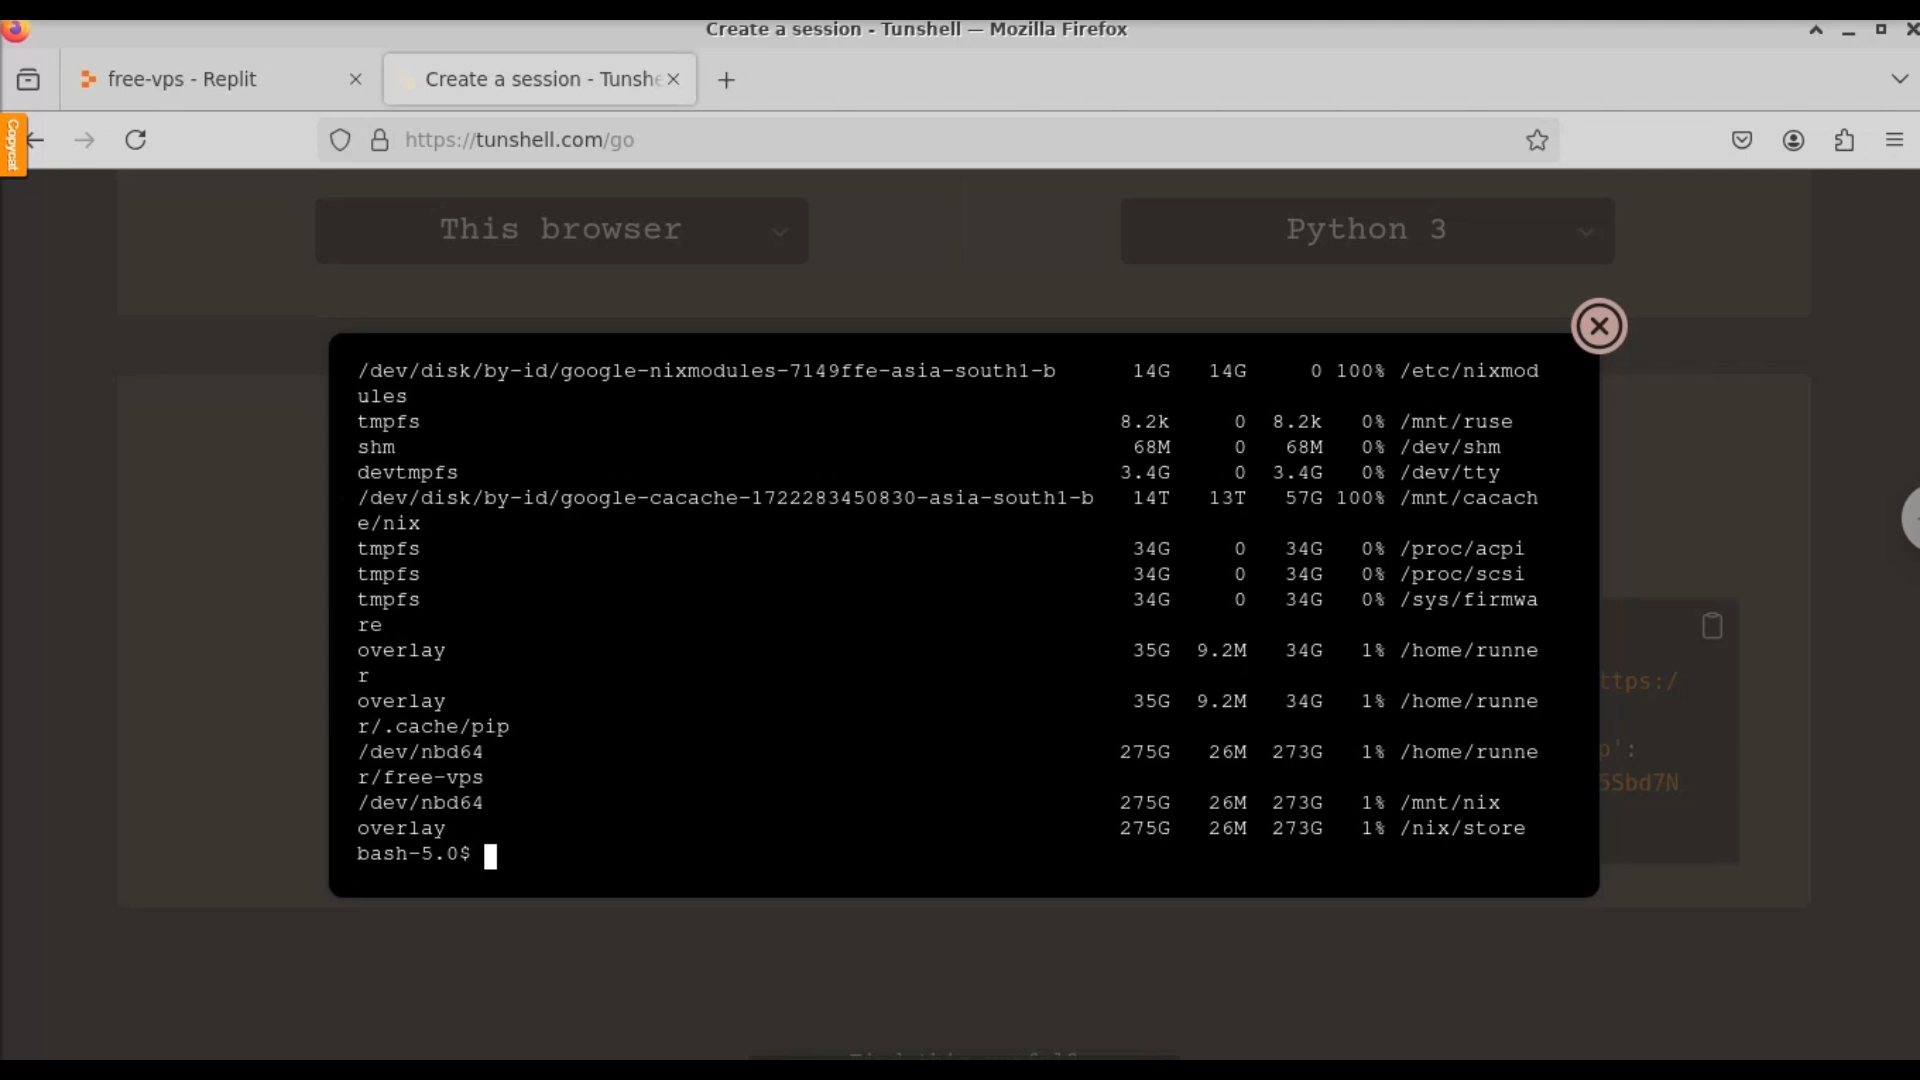 Create a session - Tunshell — Mozilla Firefox
free-vps - Replit
Create a session - Tunshe
Copycat
https://tunshell.com/go
This browser
Python 3
/dev/disk/by-id/google-nixmodules-7149ffe-asia-south1-b 14G 14G 0 100% /etc/nixmod
ules
tmpfs 8.2k 0 8.2k 0% /mnt/ruse
shm 68M 0 68M 0% /dev/shm
devtmpfs 3.4G 0 3.4G 0% /dev/tty
/dev/disk/by-id/google-cacache-1722283450830-asia-south1-b 14T 13T 57G 100% /mnt/cacach
e/nix
tmpfs 34G 0 34G 0% /proc/acpi
tmpfs 34G 0 34G 0% /proc/scsi
tmpfs 34G 0 34G 0% /sys/firmwa
re
overlay 35G 9.2M 34G 1% /home/runne
r
overlay 35G 9.2M 34G 1% /home/runne
r/.cache/pip
/dev/nbd64 275G 26M 273G 1% /home/runne
r/free-vps
/dev/nbd64 275G 26M 273G 1% /mnt/nix
overlay 275G 26M 273G 1% /nix/store
bash-5.0$
ttps:/
p':
5Sbd7N